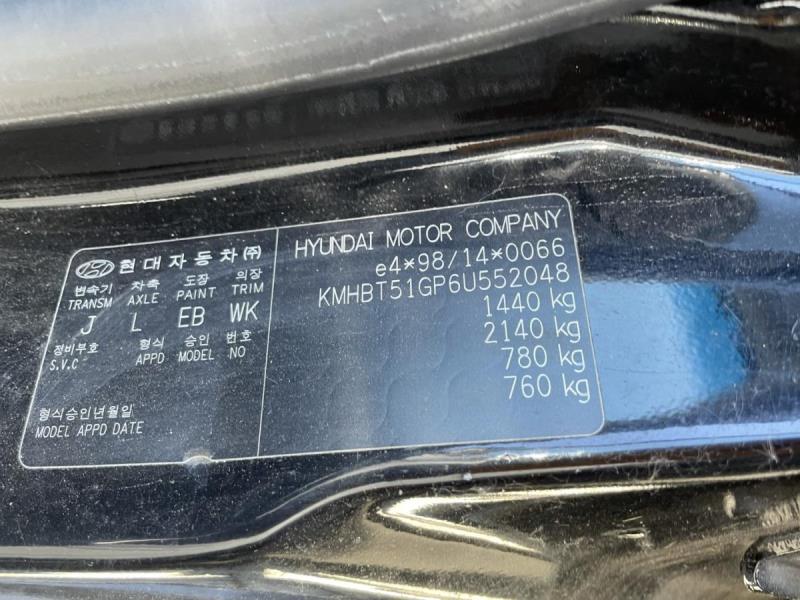 현대자동차㈜
변속기 차축 도장 의장
TRANSM AXLE PAINT TRIM
J L EB WK
정비부호 형식 승인 번호
S.V.C APPD MODEL NO
형식승인년월일
MODEL APPD DATE
HYUNDAI MOTOR COMPANY
e4*98/14*0066
KMHBT51GP6U552048
1440 kg
2140 kg
780 kg
760 kg